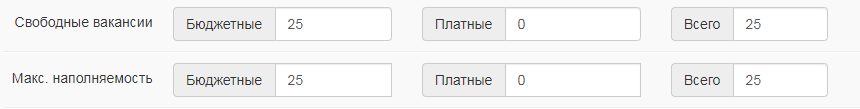 Свободные вакансии Бюджетные 25 Платные 0 Всего 25
Макс. наполняемость Бюджетные 25 Платные 0 Всего 25